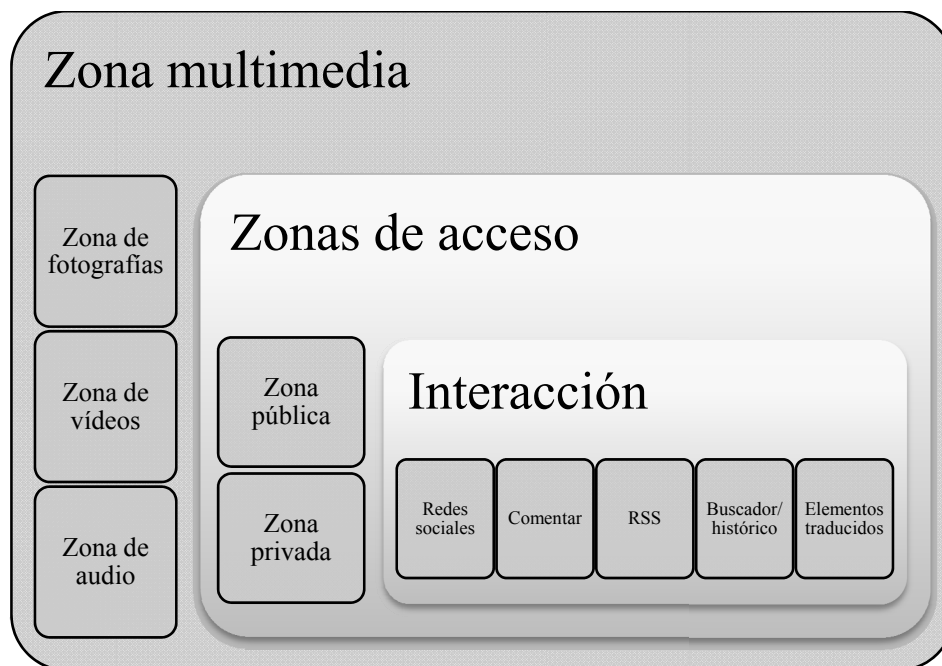 Zona multimedia
Zona de
fotografías
Zona de
vídeos
Zona de
audio
Zonas de acceso
Zona
pública
Zona
privada
Interacción
Redes
sociales
Comentar
RSS
Buscador/
histórico
Elementos
traducidos